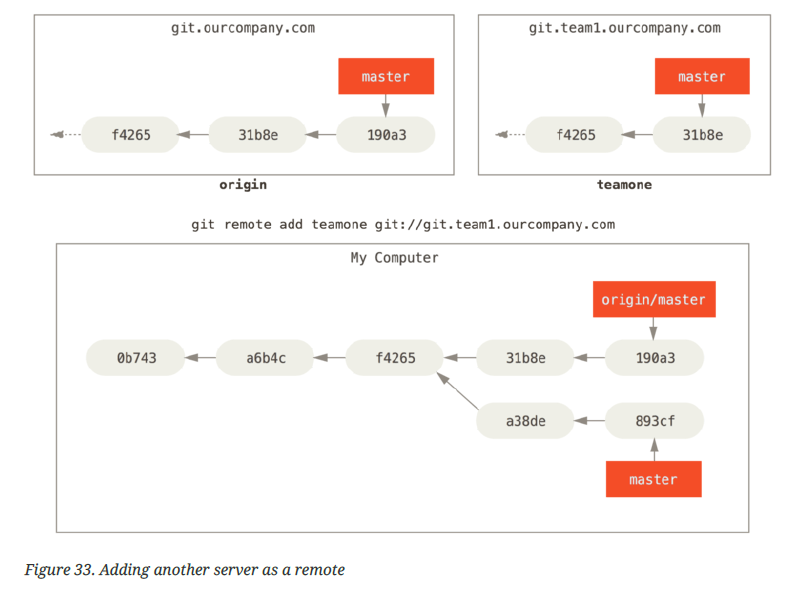 git.ourcompany.com
master
f4265
31b8e
190a3
origin
git.team1.ourcompany.com
master
f4265
31b8e
teamone
git remote add teamone git://git.team1.ourcompany.com
My Computer
origin/master
0b743
a6b4c
f4265
31b8e
190a3
a38de
893cf
master
Figure 33. Adding another server as a remote